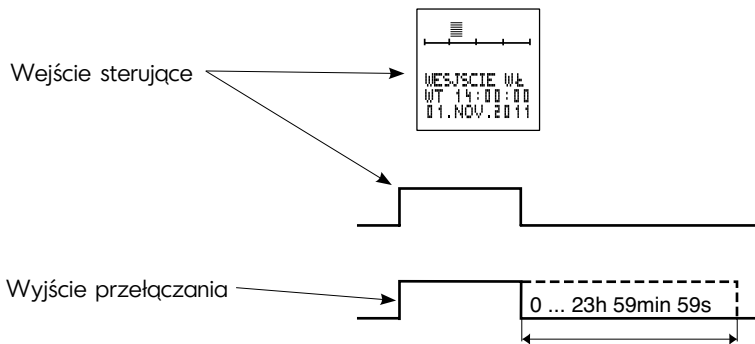 Wejście sterujące
WESJSCIE WŁ
WT 14:00:00
01.NOV.2011
Wyjście przełączania
0 ... 23h 59min 59s